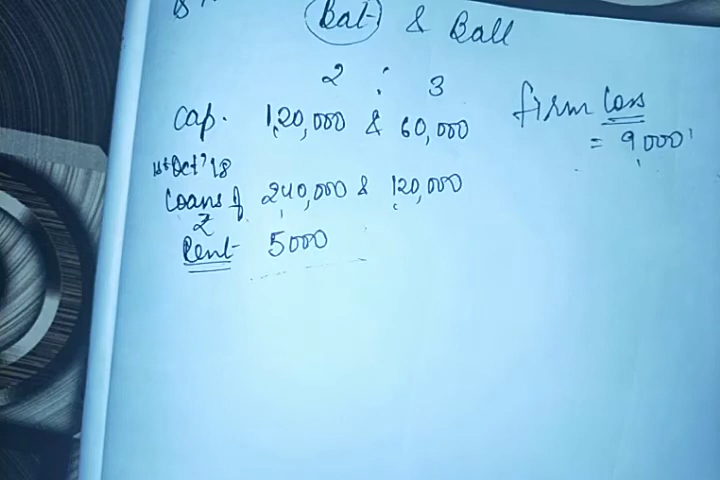 Bat & Ball
2 : 3
Cap. 1,20,000 & 60,000
firm Loss
= 9,000
1st Oct' 18
Loans of 240,000 & 120,000
Rent 5000